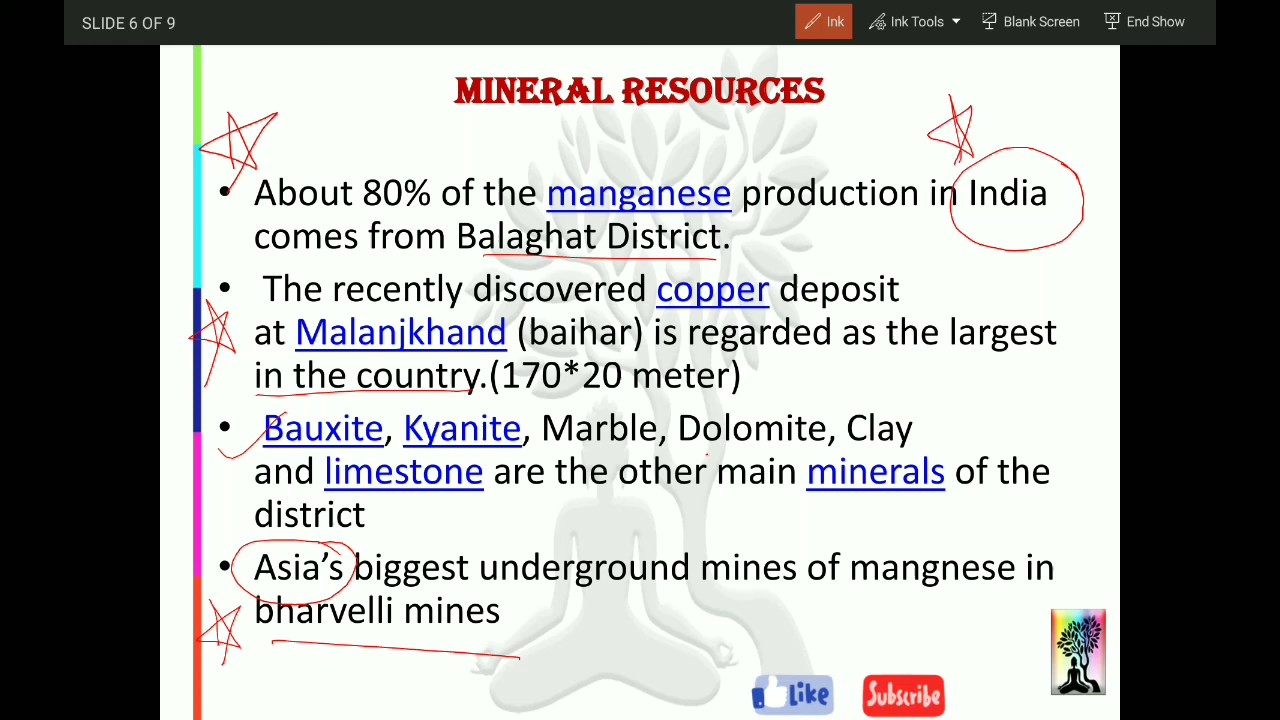 SLIDE 6 OF 9
Ink
Ink Tools
Blank Screen
End Show
MINERAL RESOURCES
• About 80% of the manganese production in India
comes from Balaghat District.
• The recently discovered copper deposit
at Malanjkhand (baihar) is regarded as the largest
in the country.(170*20 meter)
• Bauxite, Kyanite, Marble, Dolomite, Clay
and limestone are the other main minerals of the
district
• Asia's biggest underground mines of mangnese in
bharvelli mines
Like
Subscribe